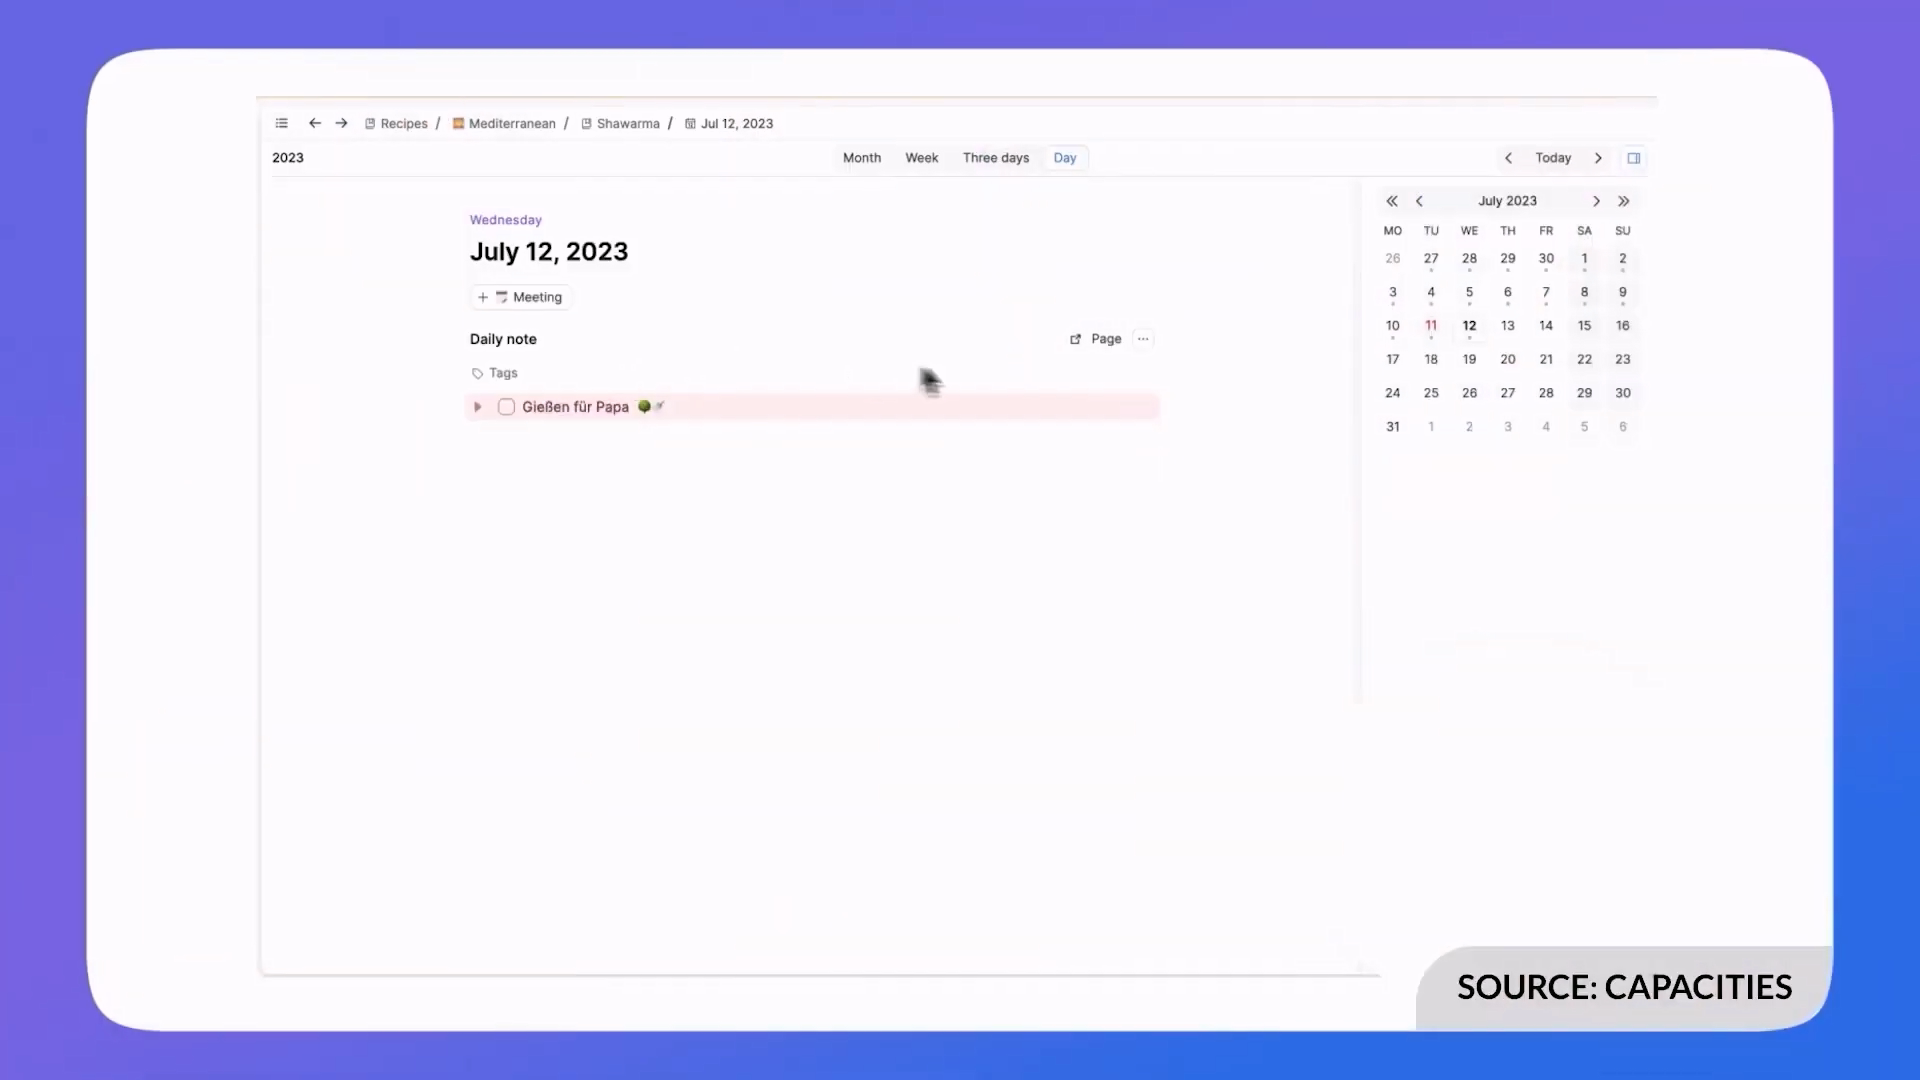 Recipes / Mediterranean / Shawarma / Jul 12, 2023
2023 Month Week Three days Day Today
July 2023
MO TU WE TH FR SA SU
26 27 28 29 30 1 2
3 4 5 6 7 8 9
10 11 12 13 14 15 16
17 18 19 20 21 22 23
24 25 26 27 28 29 30
31 1 2 3 4 5 6
Wednesday
July 12, 2023
+ Meeting
Daily note Page ...
Tags
Gießen für Papa
SOURCE: CAPACITIES